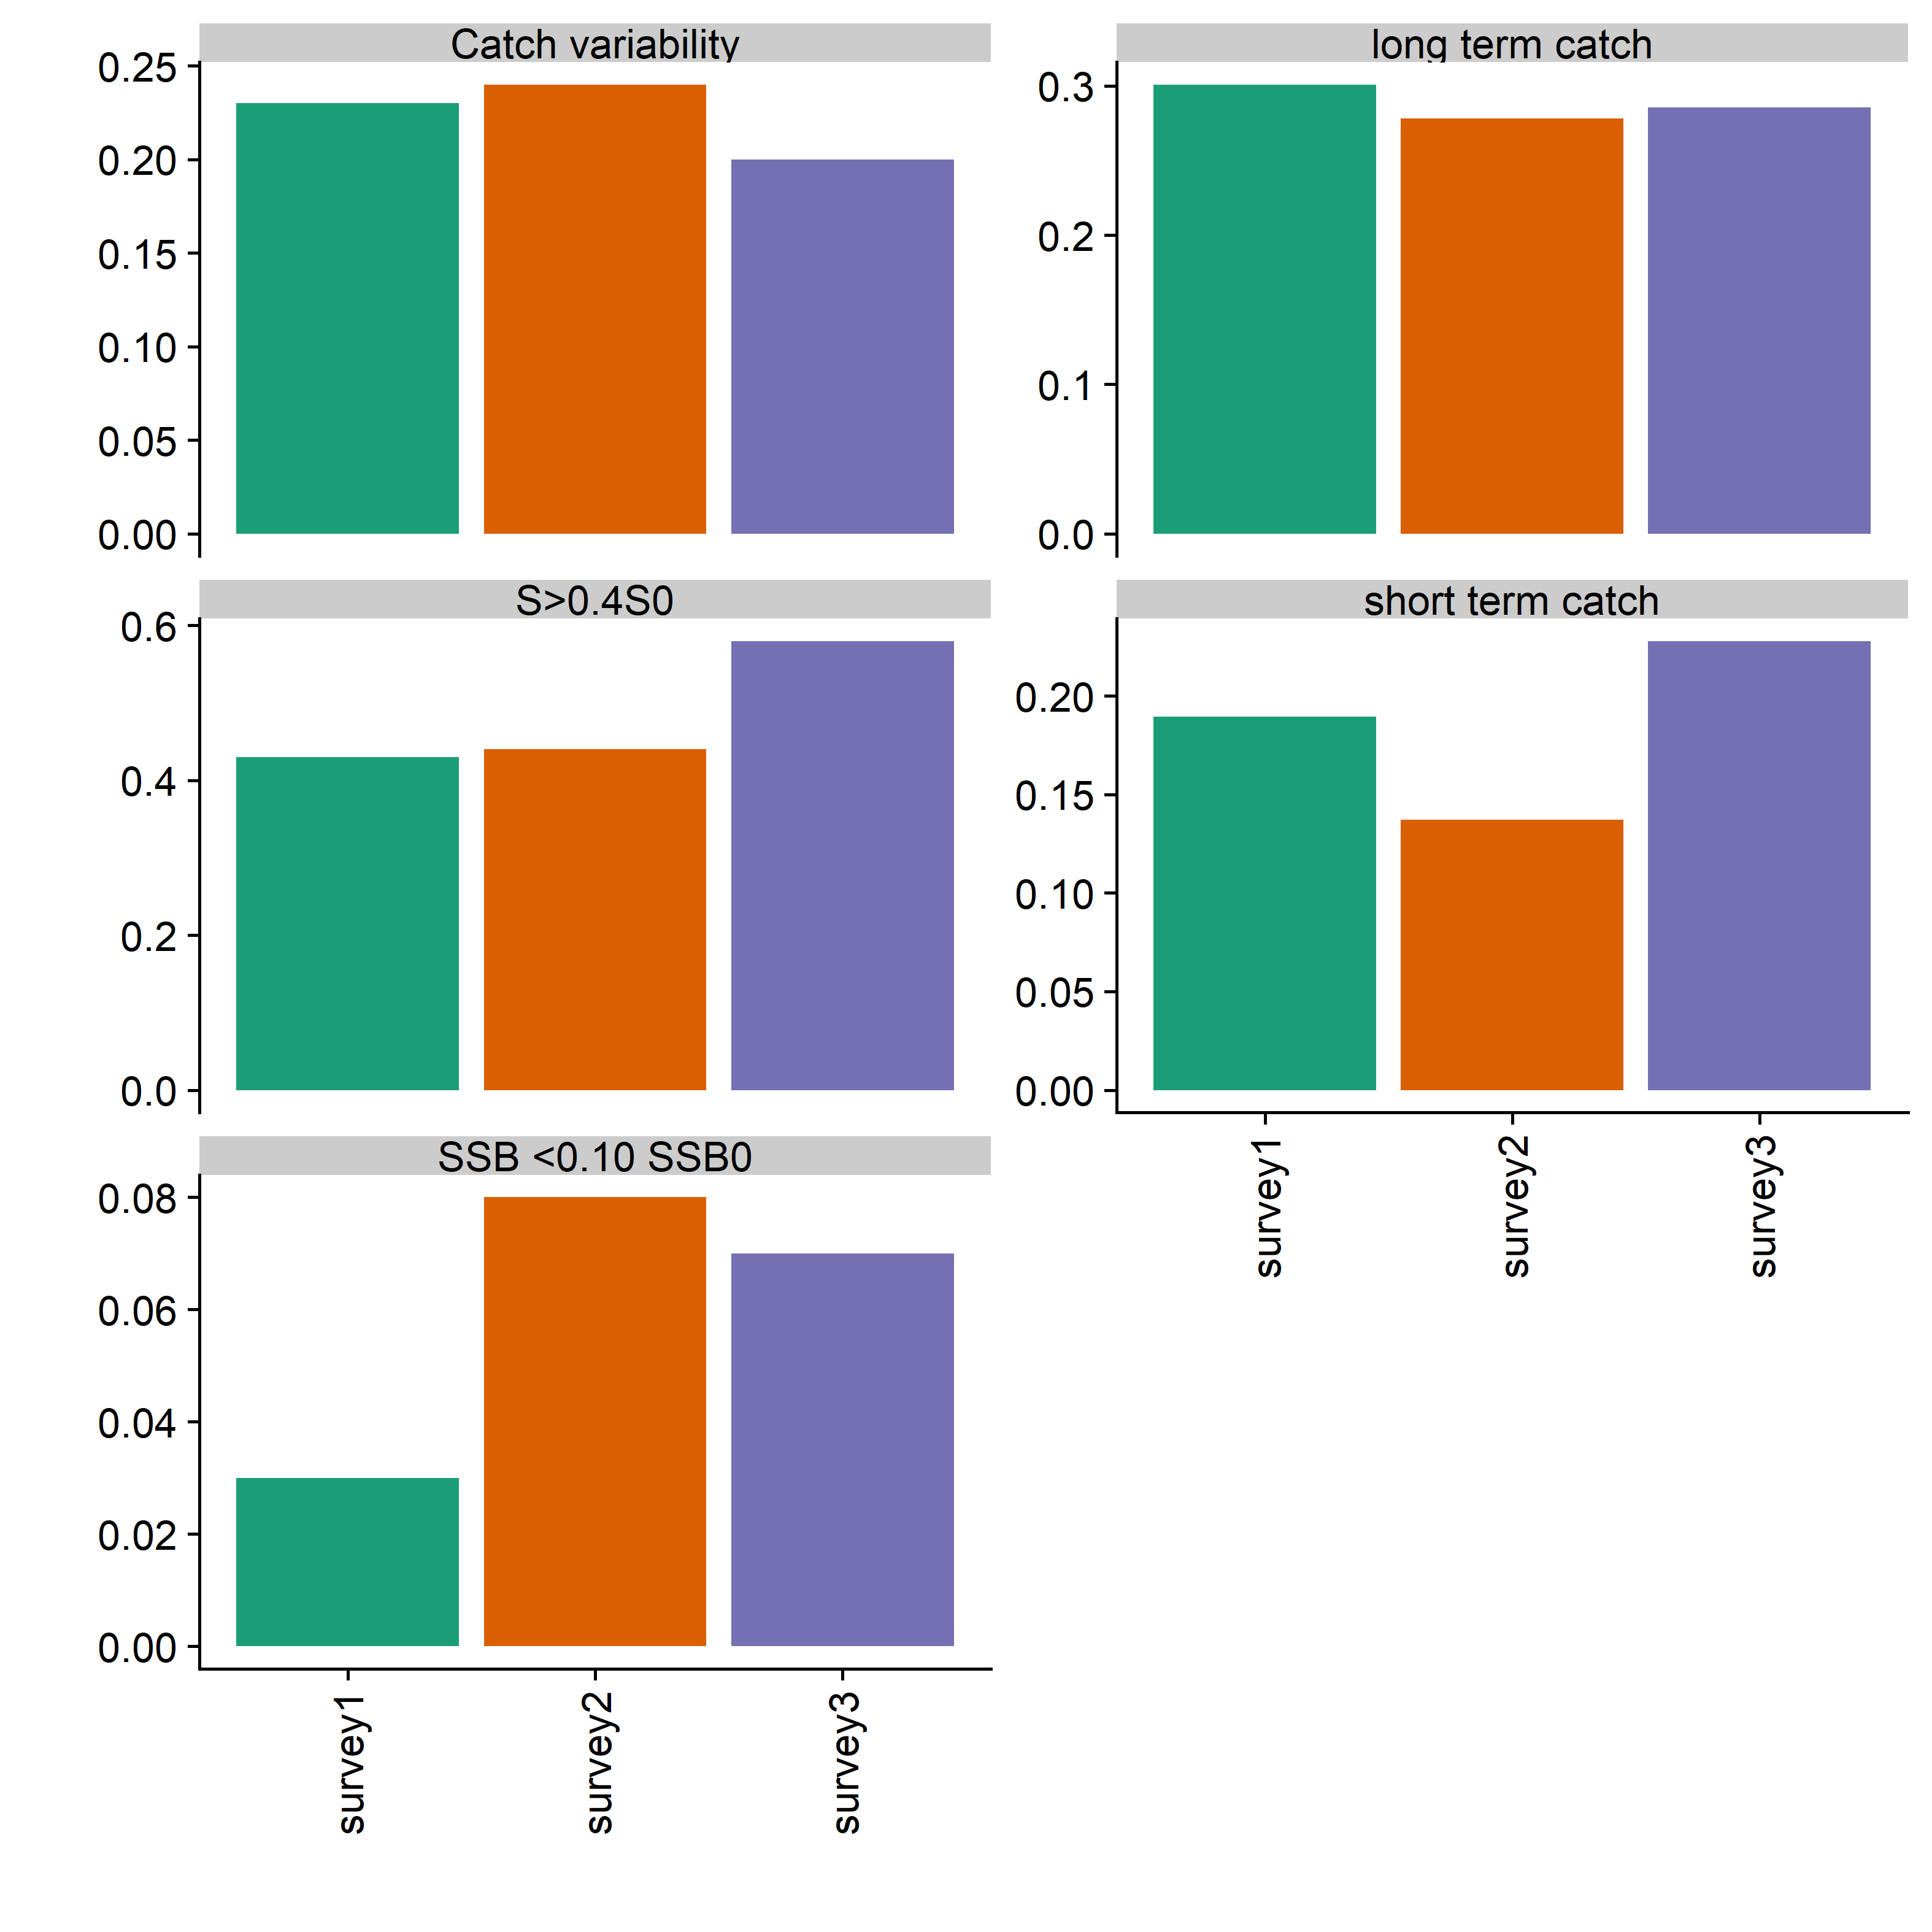 Catch variability
0.25
0.20
0.15
0.10
0.05
0.00
long term catch
0.3
0.2
0.1
0.0
S>0.4S0
0.6
0.4
0.2
0.0
short term catch
0.20
0.15
0.10
0.05
0.00
survey1
survey2
survey3
SSB <0.10 SSB0
0.08
0.06
0.04
0.02
0.00
survey1
survey2
survey3